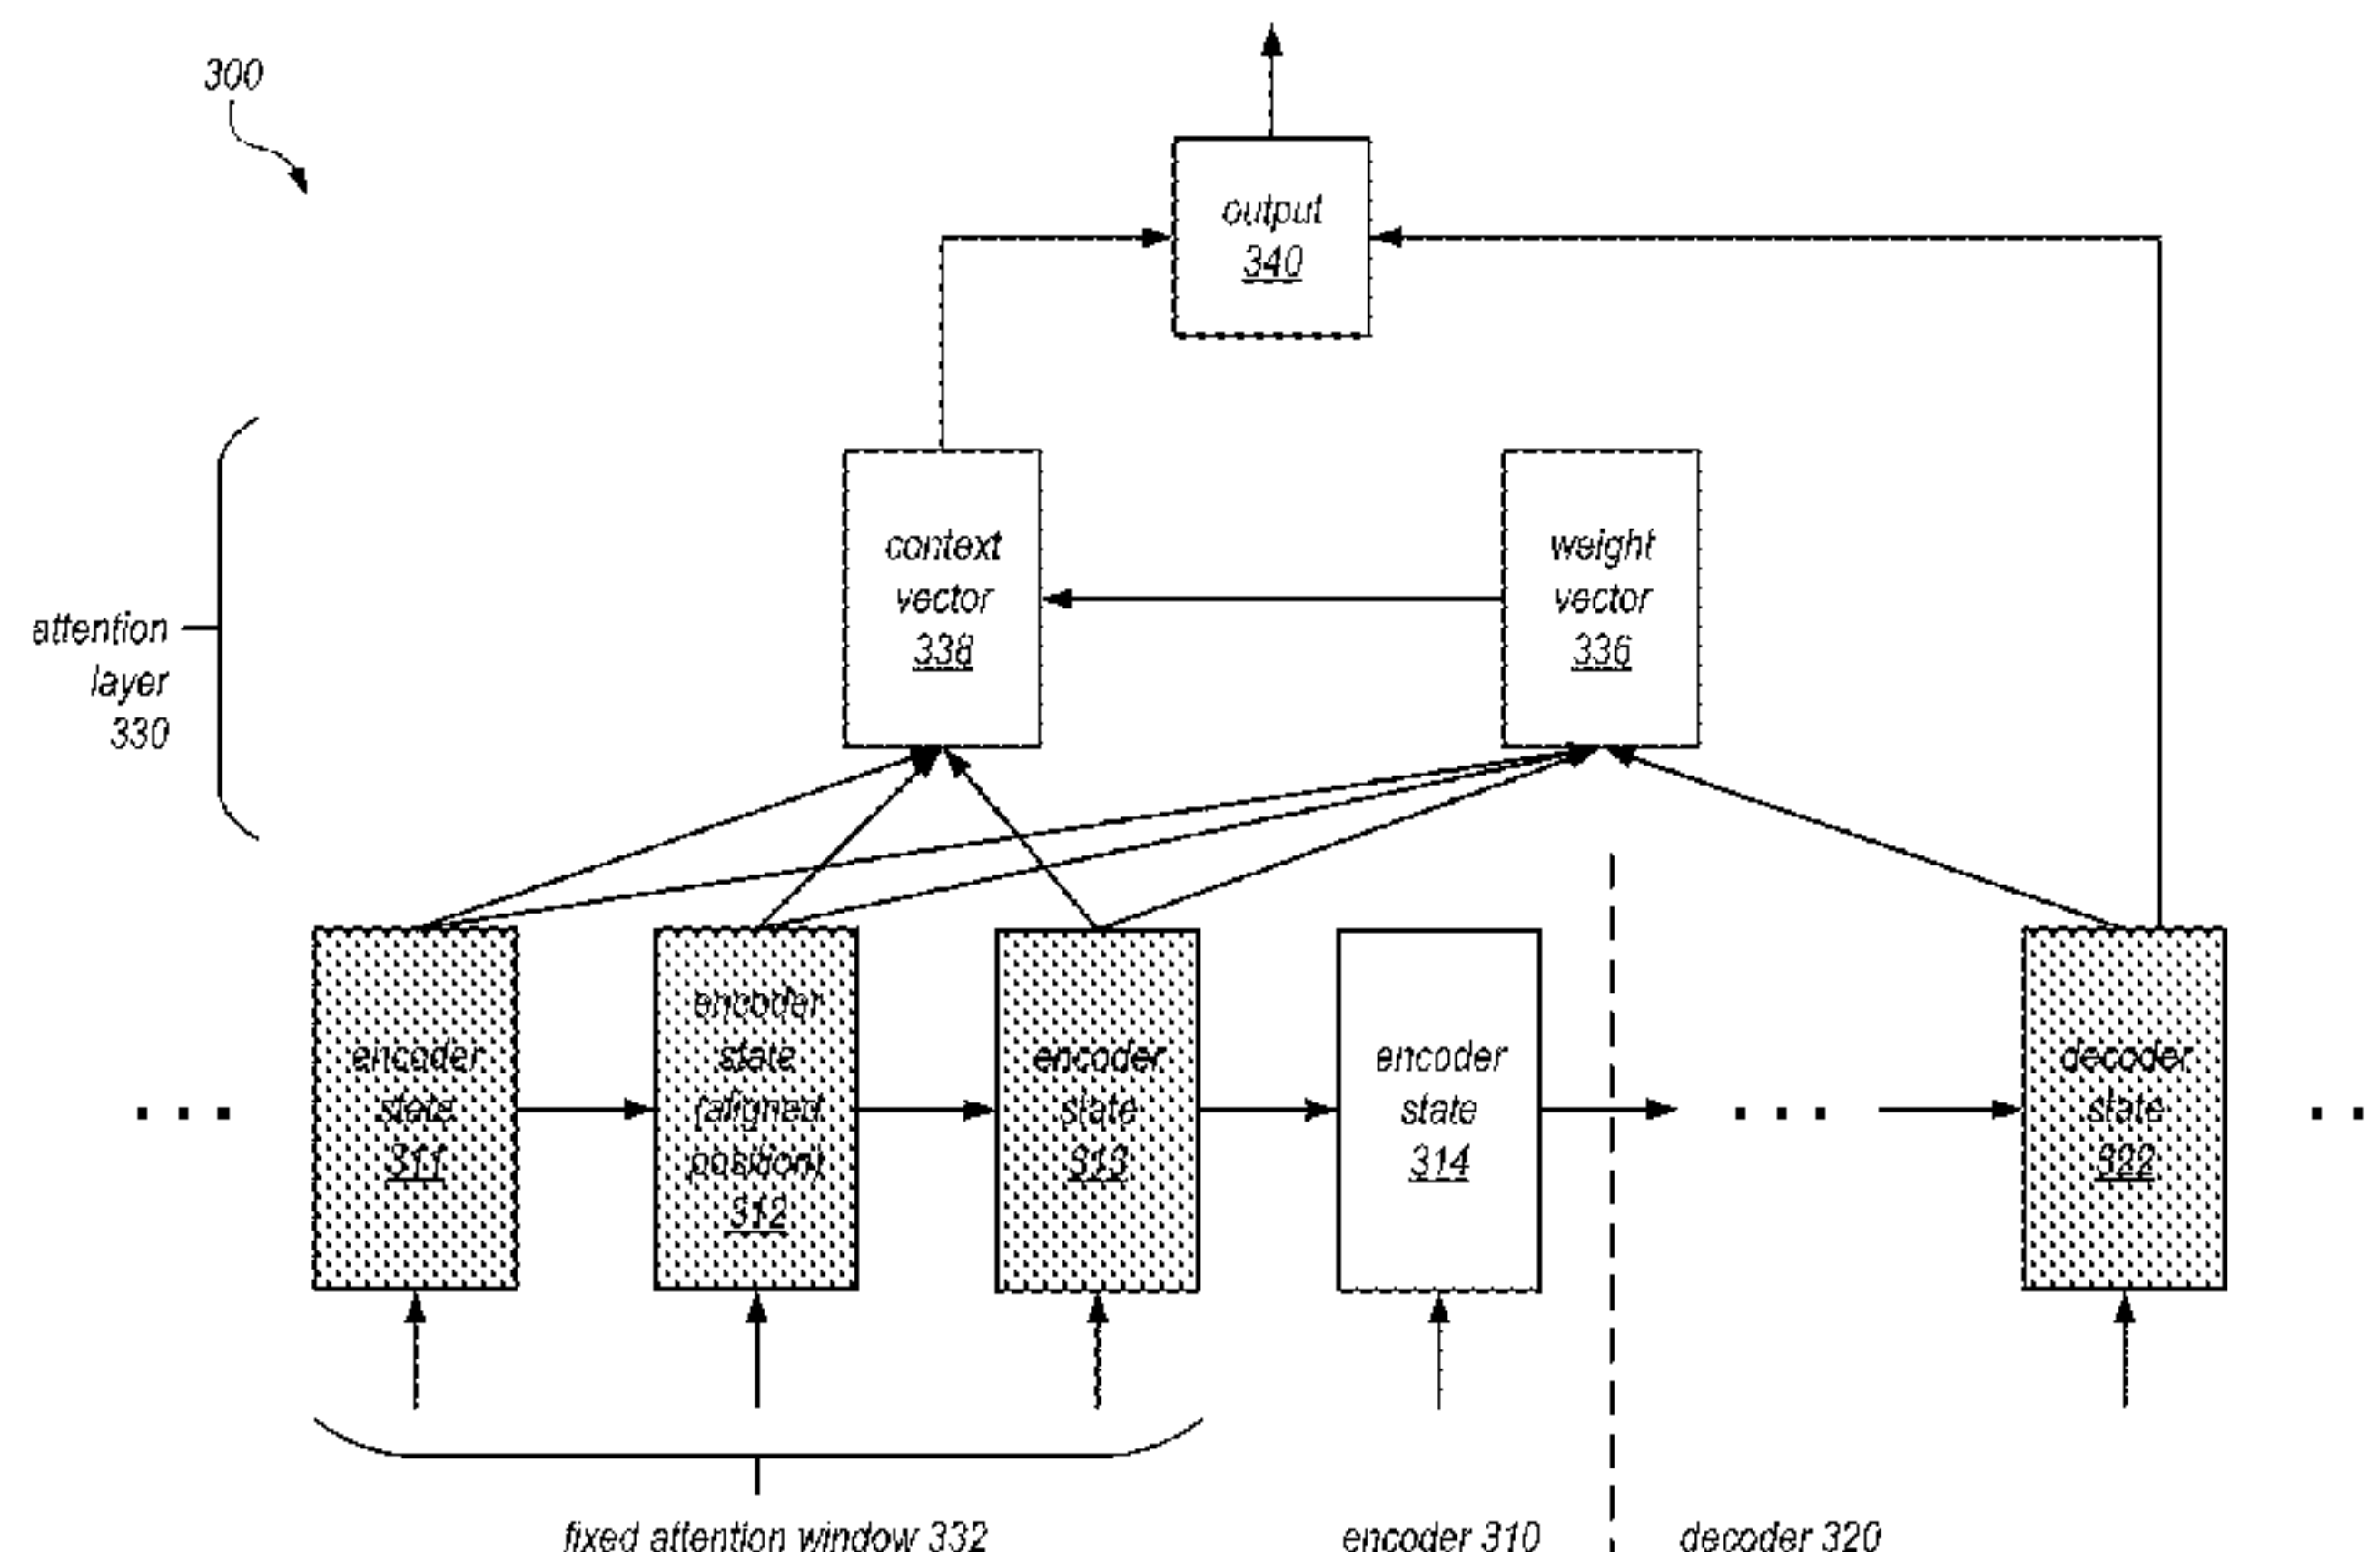 300
output
340
context
vector
338
weight
vector
336
attention
layer
330
encoder
state
311
encoder
state
(aligned
position)
312
encoder
state
313
encoder
state
314
decoder
state
322
fixed attention window 332
encoder 310
decoder 320